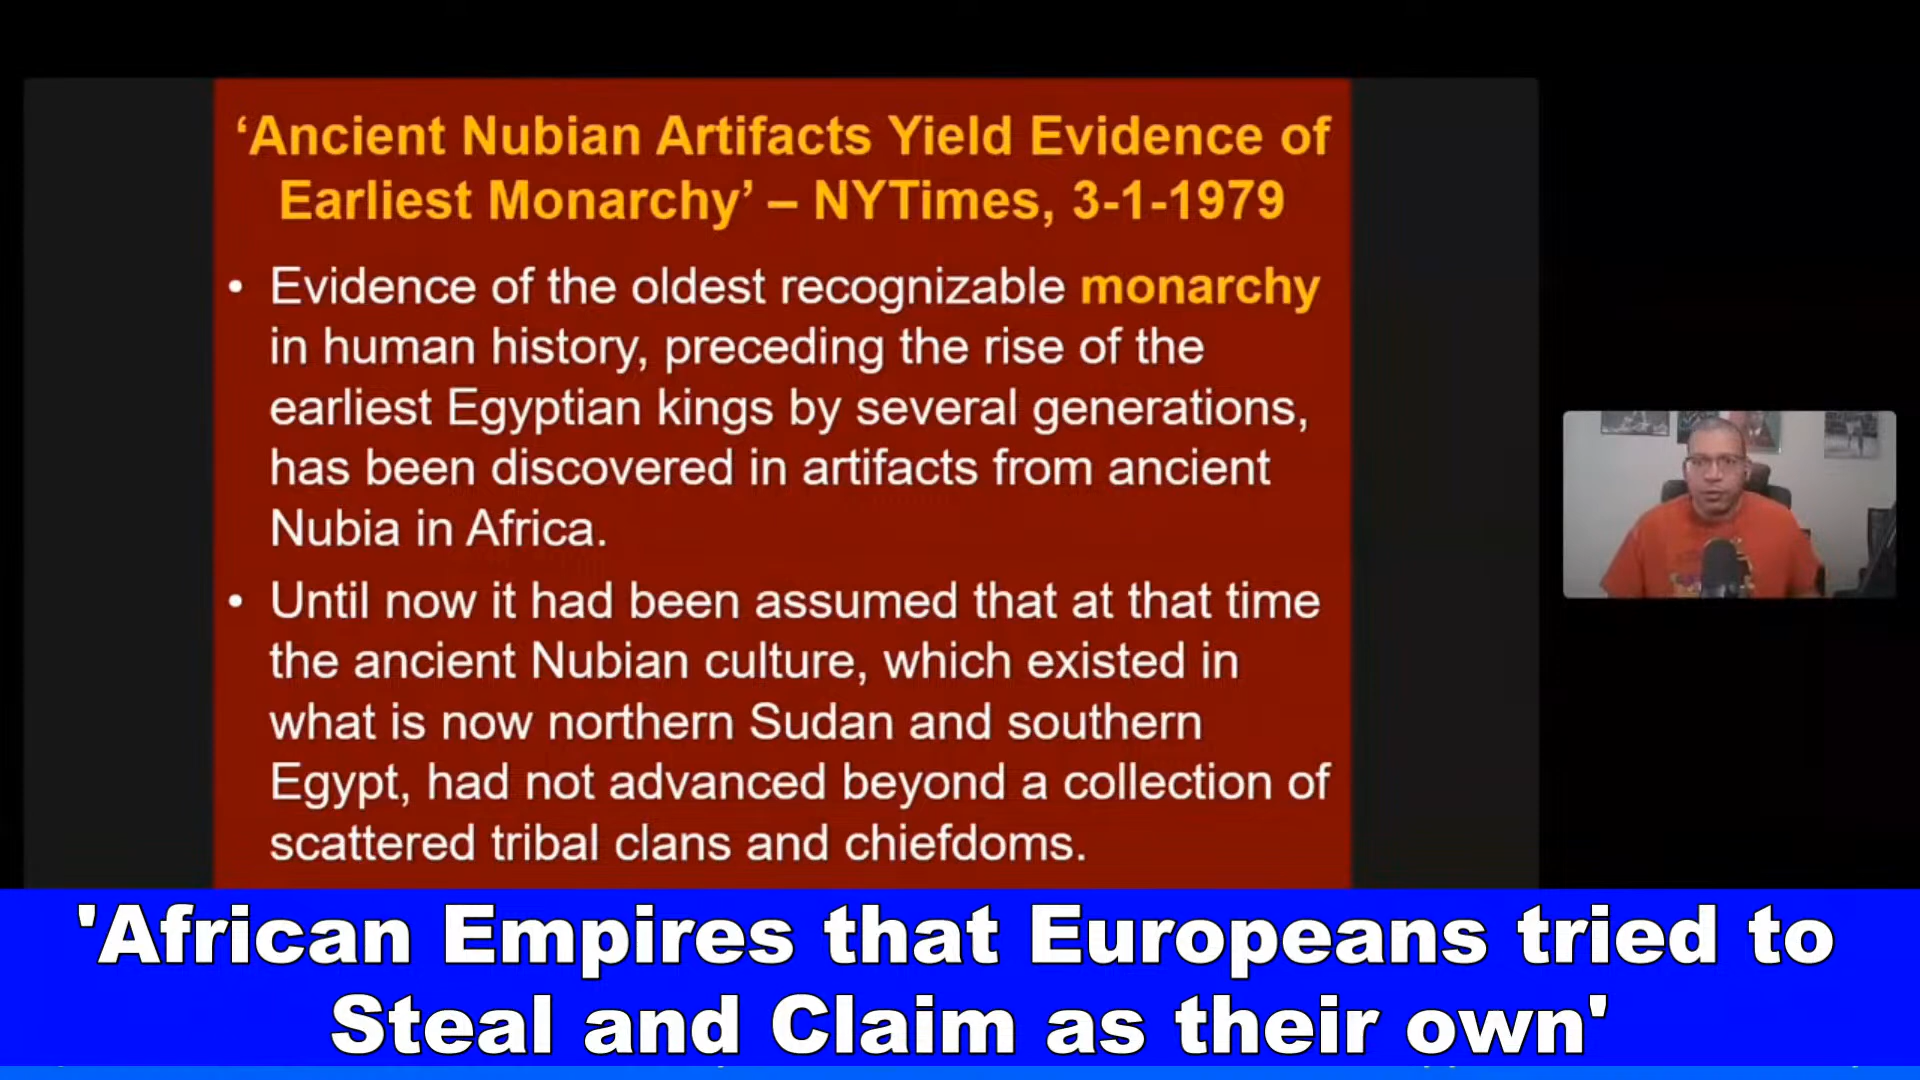 ‘Ancient Nubian Artifacts Yield Evidence of
Earliest Monarchy’ – NYTimes, 3-1-1979
• Evidence of the oldest recognizable monarchy
in human history, preceding the rise of the
earliest Egyptian kings by several generations,
has been discovered in artifacts from ancient
Nubia in Africa.
• Until now it had been assumed that at that time
the ancient Nubian culture, which existed in
what is now northern Sudan and southern
Egypt, had not advanced beyond a collection of
scattered tribal clans and chiefdoms.
'African Empires that Europeans tried to
Steal and Claim as their own'